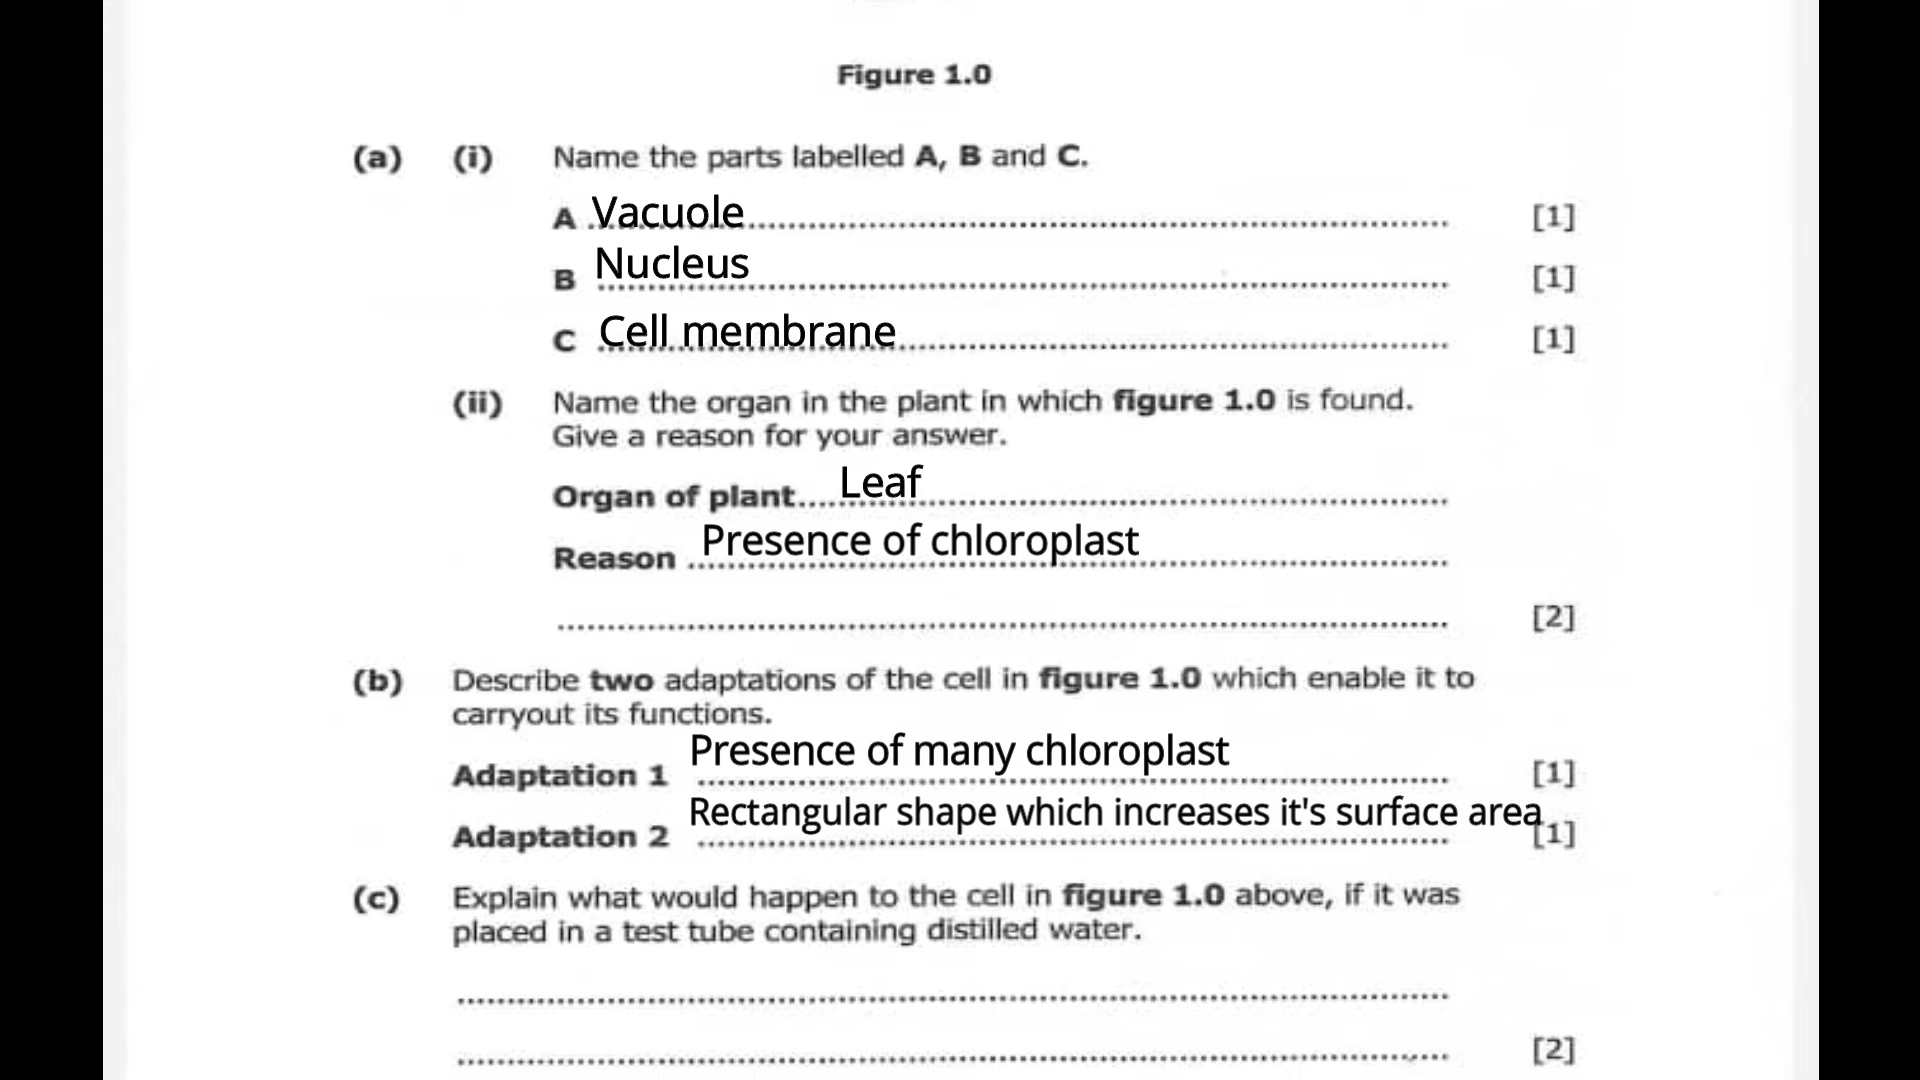 Figure 1.0
(a) (i) Name the parts labelled A, B and C.
A Vacuole [1]
B Nucleus [1]
C Cell membrane [1]
(ii) Name the organ in the plant in which figure 1.0 is found.
Give a reason for your answer.
Organ of plant Leaf
Reason Presence of chloroplast
[2]
(b) Describe two adaptations of the cell in figure 1.0 which enable it to
carryout its functions.
Adaptation 1 Presence of many chloroplast [1]
Adaptation 2 Rectangular shape which increases it's surface area [1]
(c) Explain what would happen to the cell in figure 1.0 above, if it was
placed in a test tube containing distilled water.
[2]